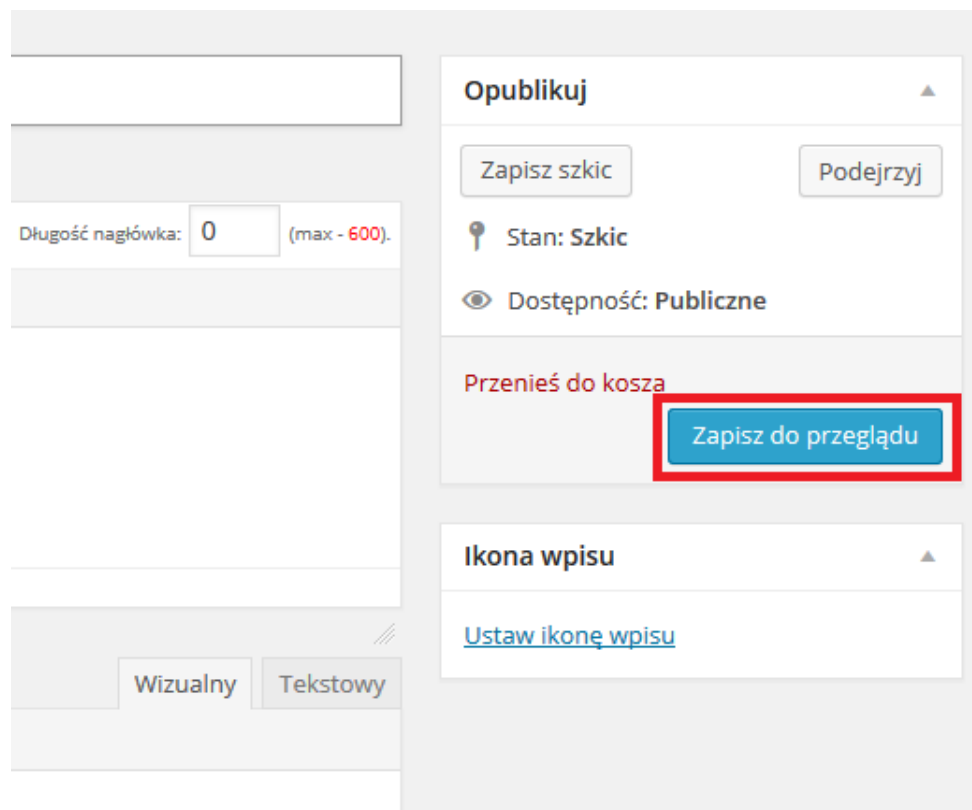 Opublikuj
Zapisz szkic
Podejrzyj
Długość nagłówka: 0 (max - 600).
Stan: Szkic
Dostępność: Publiczne
Przenieś do kosza
Zapisz do przeglądu
Ikona wpisu
Ustaw ikonę wpisu
Wizualny
Tekstowy